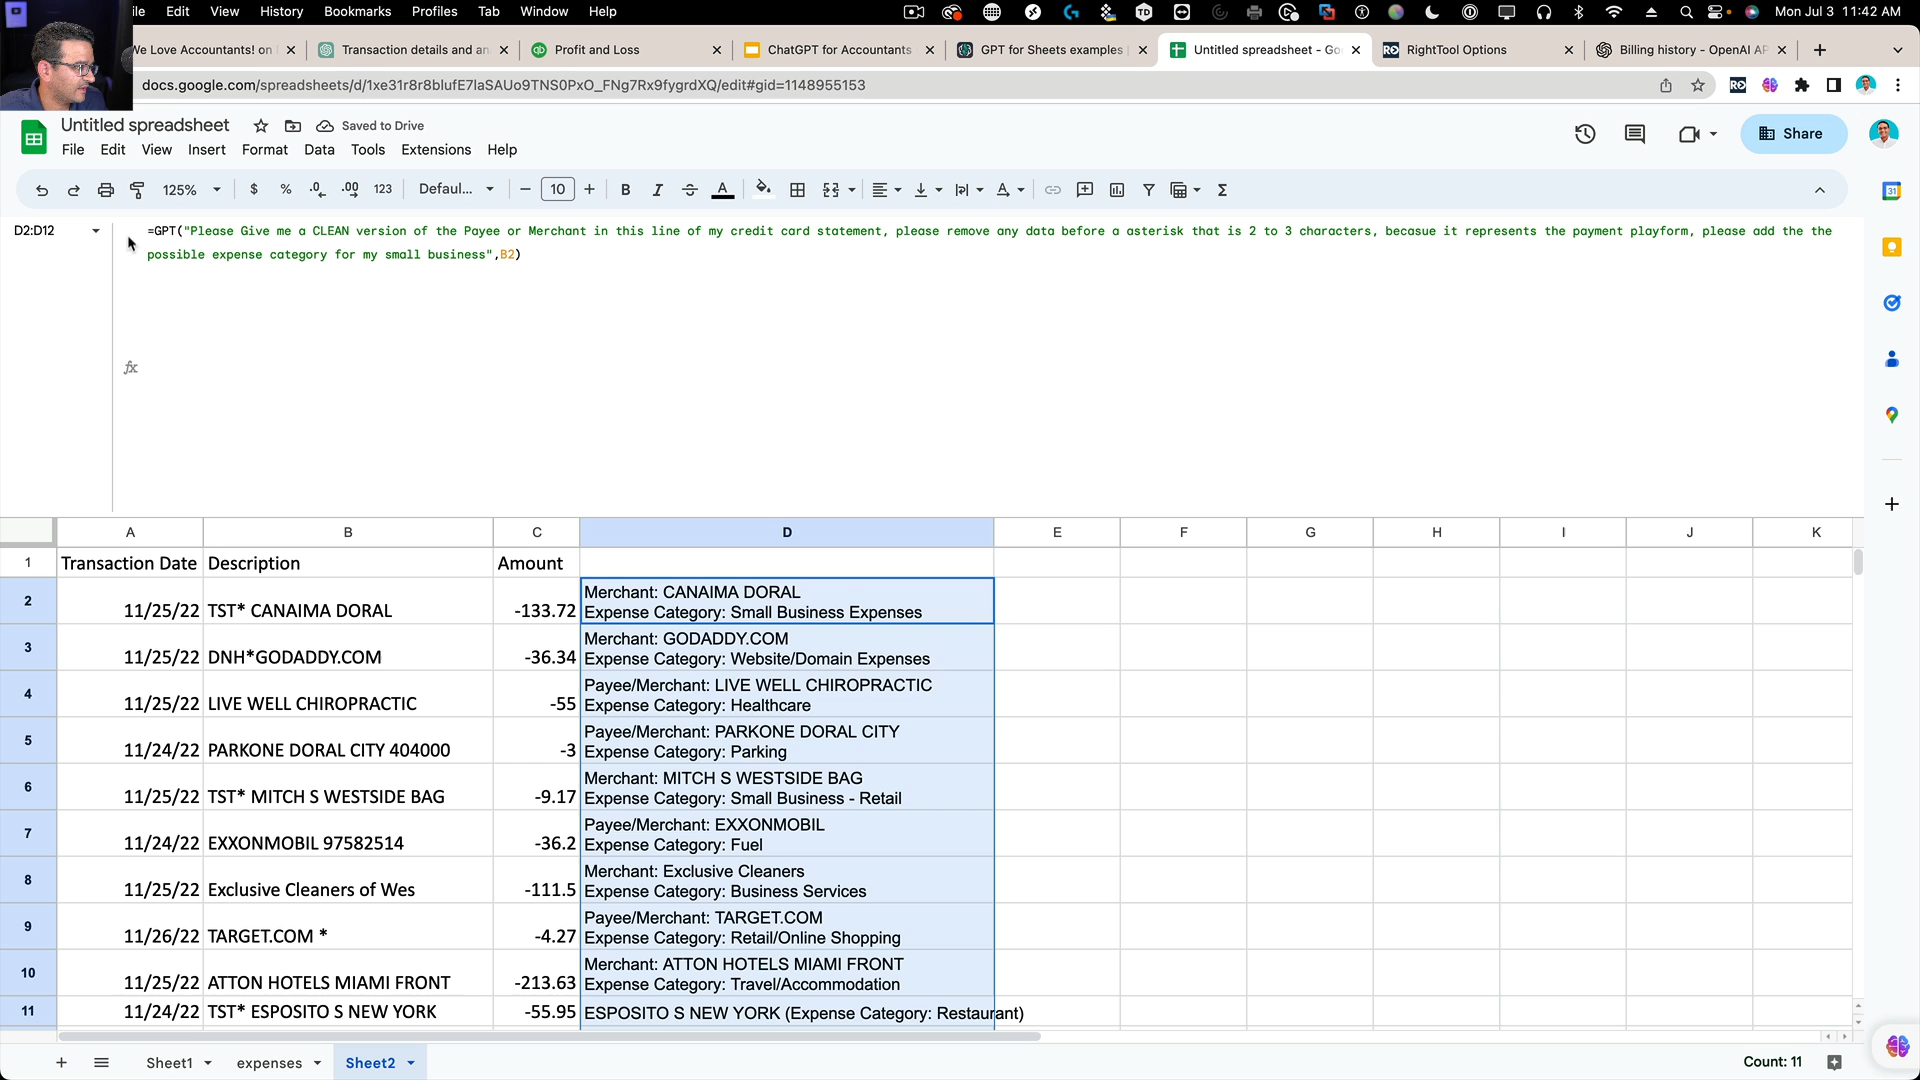 ile Edit View History Bookmarks Profiles Tab Window Help Mon Jul 3 11:42 AM
We Love Accountants! on Transaction details and an Profit and Loss ChatGPT for Accountants GPT for Sheets examples Untitled spreadsheet - Go RightTool Options Billing history - OpenAI AP
docs.google.com/spreadsheets/d/1xe31r8r8blufE7laSAUo9TNS0PxO_FNg7Rx9fygrdXQ/edit#gid=1148955153
Untitled spreadsheet Saved to Drive
File Edit View Insert Format Data Tools Extensions Help
Share
125% $ % .0 .00 123 Defaul... 10 B I
D2:D12
=GPT("Please Give me a CLEAN version of the Payee or Merchant in this line of my credit card statement, please remove any data before a asterisk that is 2 to 3 characters, becasue it represents the payment playform, please add the the
possible expense category for my small business",B2)
fx
A B C D E F G H I J K
1 Transaction Date Description Amount
2 11/25/22 TST* CANAIMA DORAL -133.72 Merchant: CANAIMA DORAL
Expense Category: Small Business Expenses
3 11/25/22 DNH*GODADDY.COM -36.34 Merchant: GODADDY.COM
Expense Category: Website/Domain Expenses
4 11/25/22 LIVE WELL CHIROPRACTIC -55 Payee/Merchant: LIVE WELL CHIROPRACTIC
Expense Category: Healthcare
5 11/24/22 PARKONE DORAL CITY 404000 -3 Payee/Merchant: PARKONE DORAL CITY
Expense Category: Parking
6 11/25/22 TST* MITCH S WESTSIDE BAG -9.17 Merchant: MITCH S WESTSIDE BAG
Expense Category: Small Business - Retail
7 11/24/22 EXXONMOBIL 97582514 -36.2 Payee/Merchant: EXXONMOBIL
Expense Category: Fuel
8 11/25/22 Exclusive Cleaners of Wes -111.5 Merchant: Exclusive Cleaners
Expense Category: Business Services
9 11/26/22 TARGET.COM * -4.27 Payee/Merchant: TARGET.COM
Expense Category: Retail/Online Shopping
10 11/25/22 ATTON HOTELS MIAMI FRONT -213.63 Merchant: ATTON HOTELS MIAMI FRONT
Expense Category: Travel/Accommodation
11 11/24/22 TST* ESPOSITO S NEW YORK -55.95 ESPOSITO S NEW YORK (Expense Category: Restaurant)
Sheet1 expenses Sheet2 Count: 11